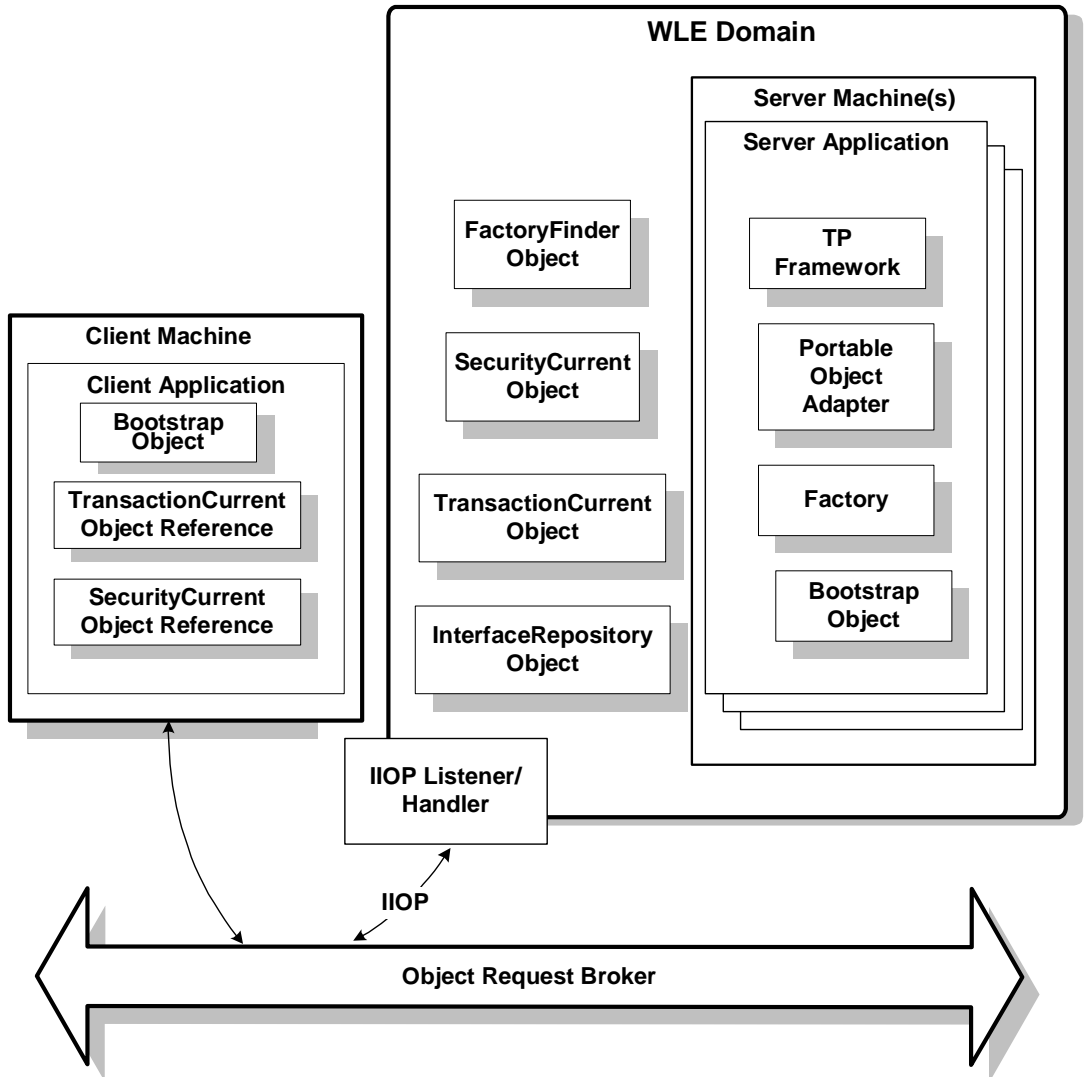 WLE Domain
Server Machine(s)
Server Application
FactoryFinder
Object
TP
Framework
Client Machine
SecurityCurrent
Object
Portable
Object
Adapter
Client Application
Bootstrap
Object
TransactionCurrent
Object Reference
TransactionCurrent
Object
Factory
SecurityCurrent
Object Reference
InterfaceRepository
Object
Bootstrap
Object
IIOP Listener/
Handler
IIOP
Object Request Broker